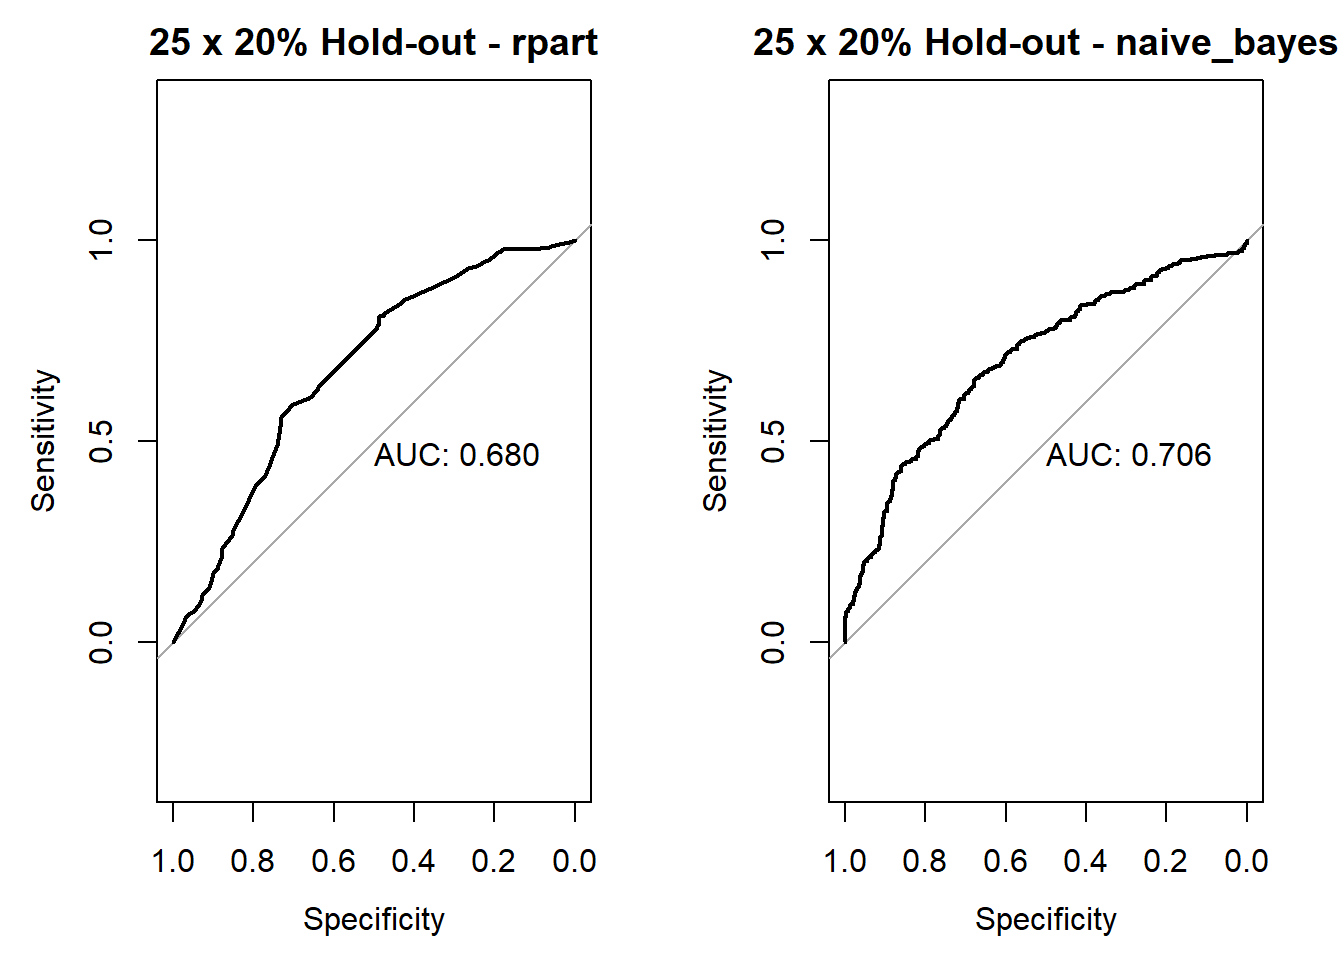 25 x 20% Hold-out - rpart
Sensitivity
1.0
0.5
0.0
AUC: 0.680
1.0 0.8 0.6 0.4 0.2 0.0
Specificity
25 x 20% Hold-out - naive_bayes
Sensitivity
1.0
0.5
0.0
AUC: 0.706
1.0 0.8 0.6 0.4 0.2 0.0
Specificity